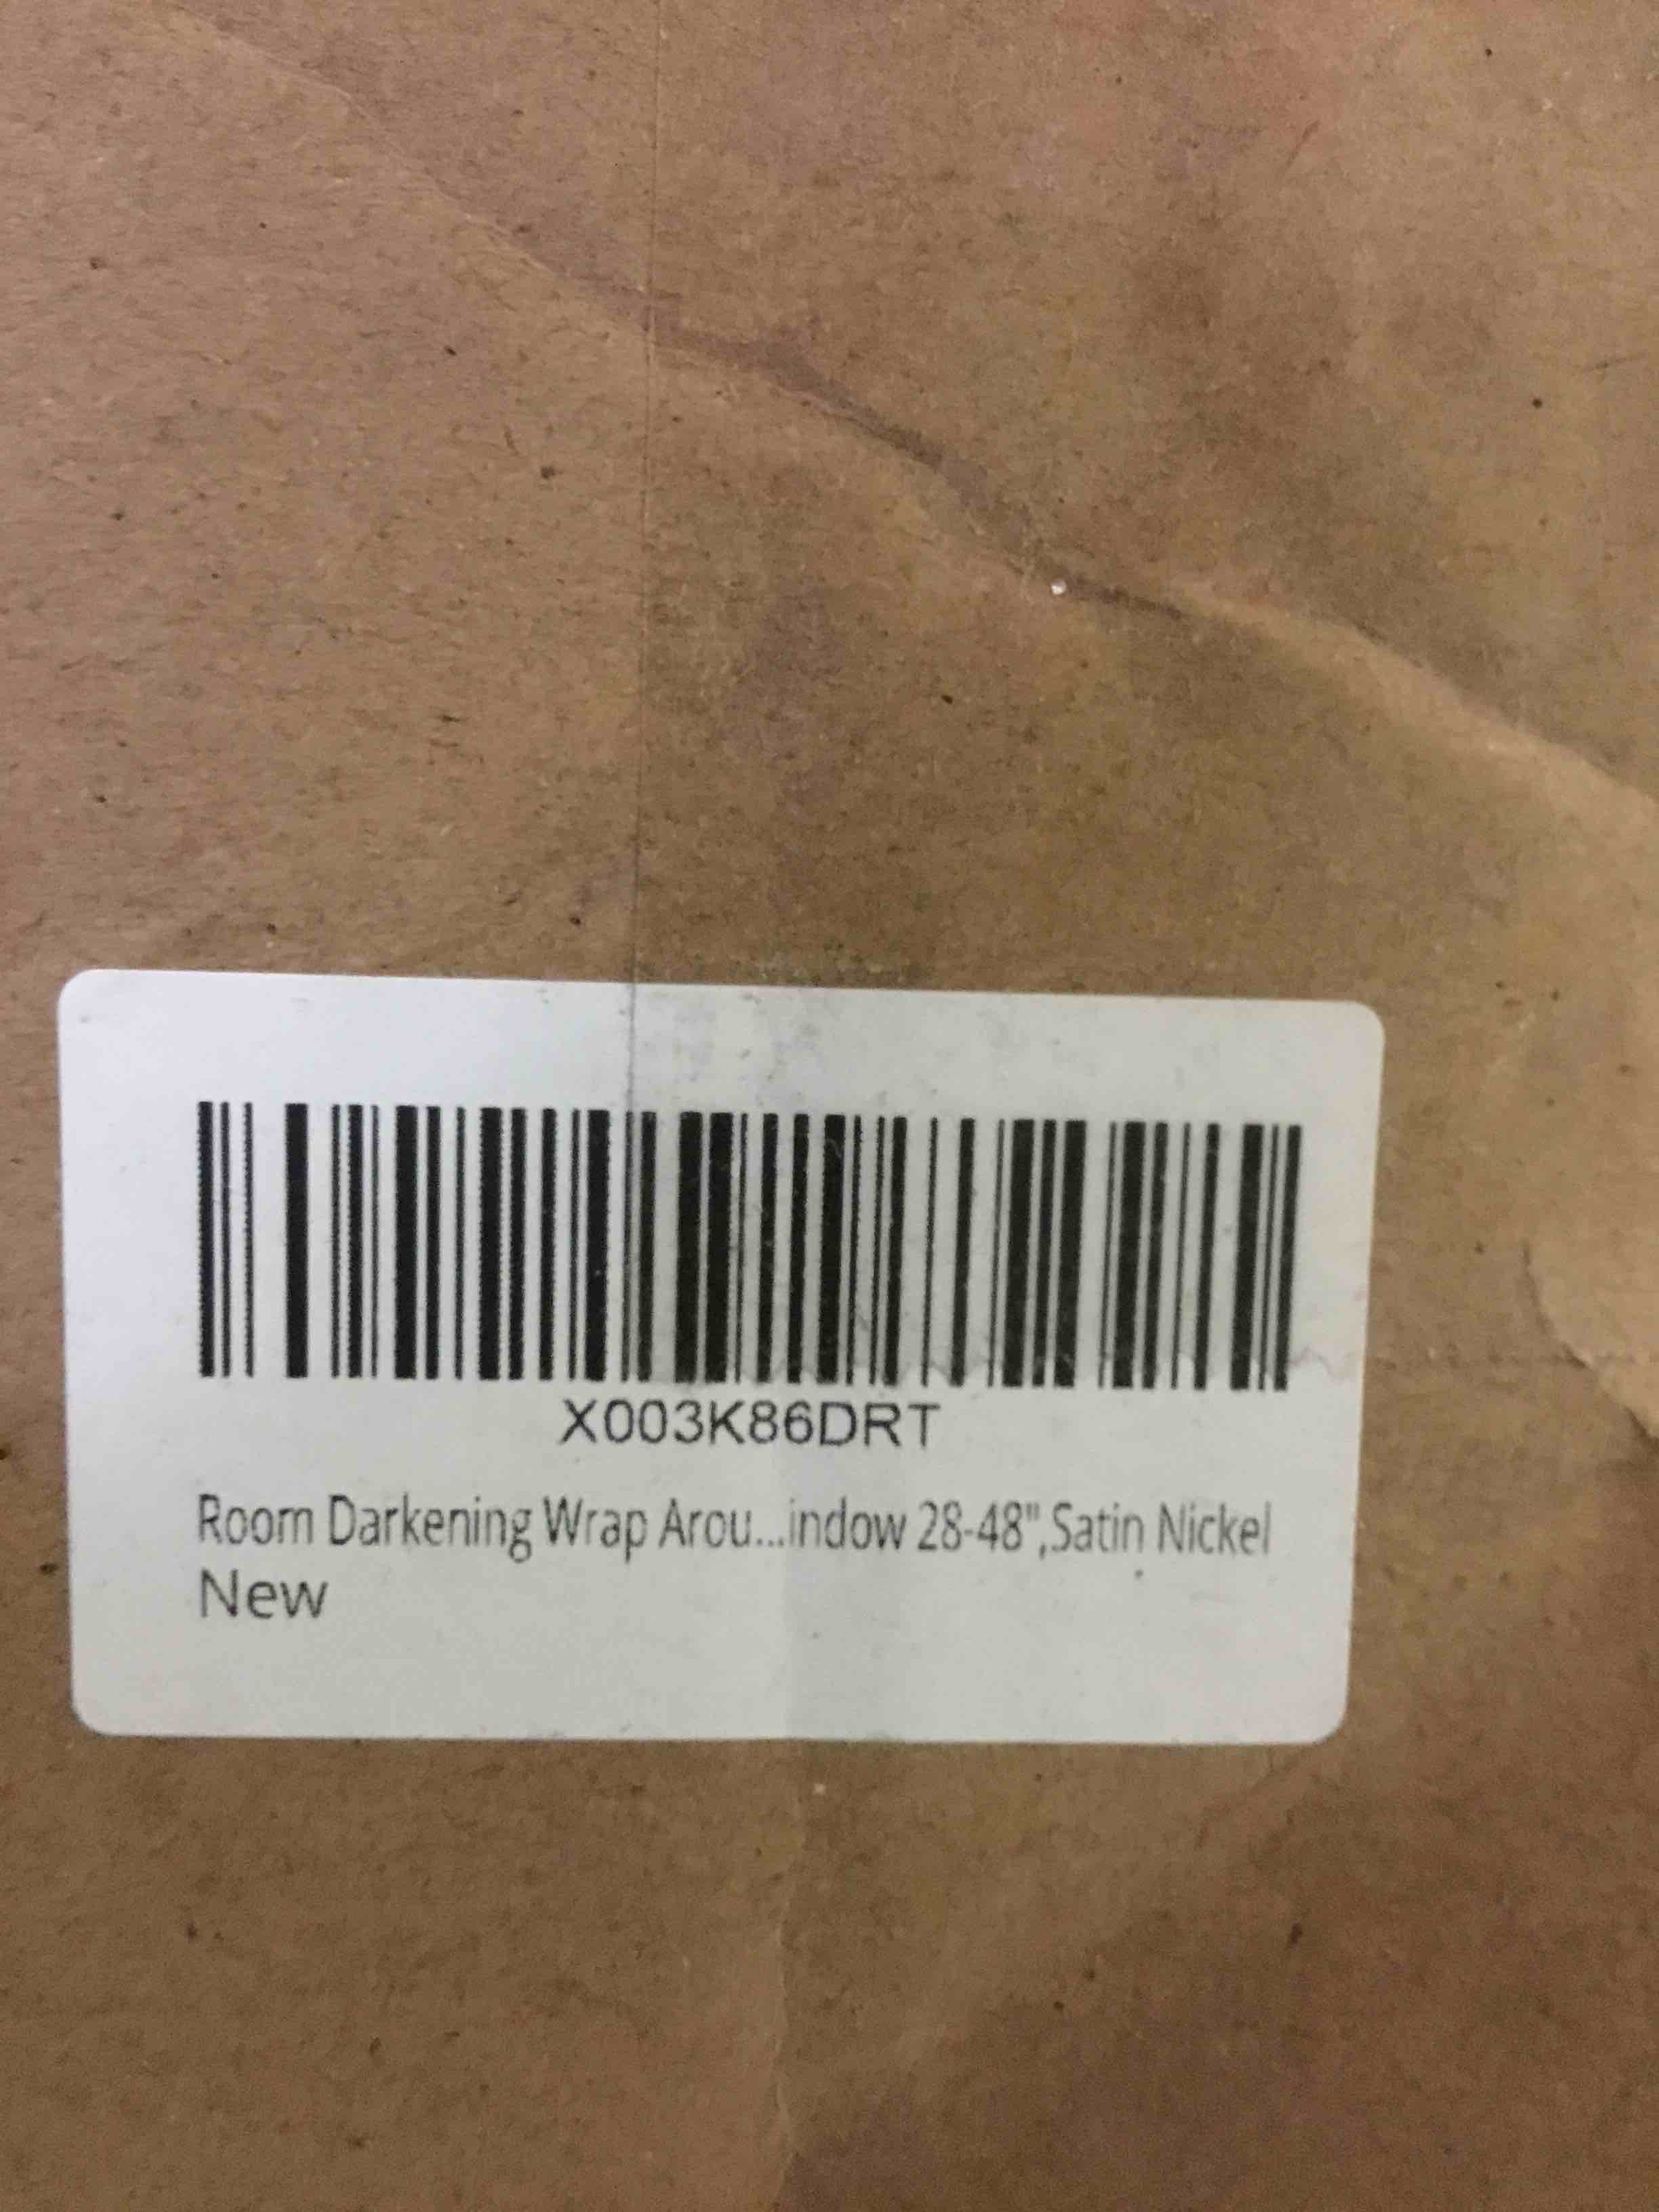 X003K86DRT
Room Darkening Wrap Arou...indow 28-48",Satin Nickel
New